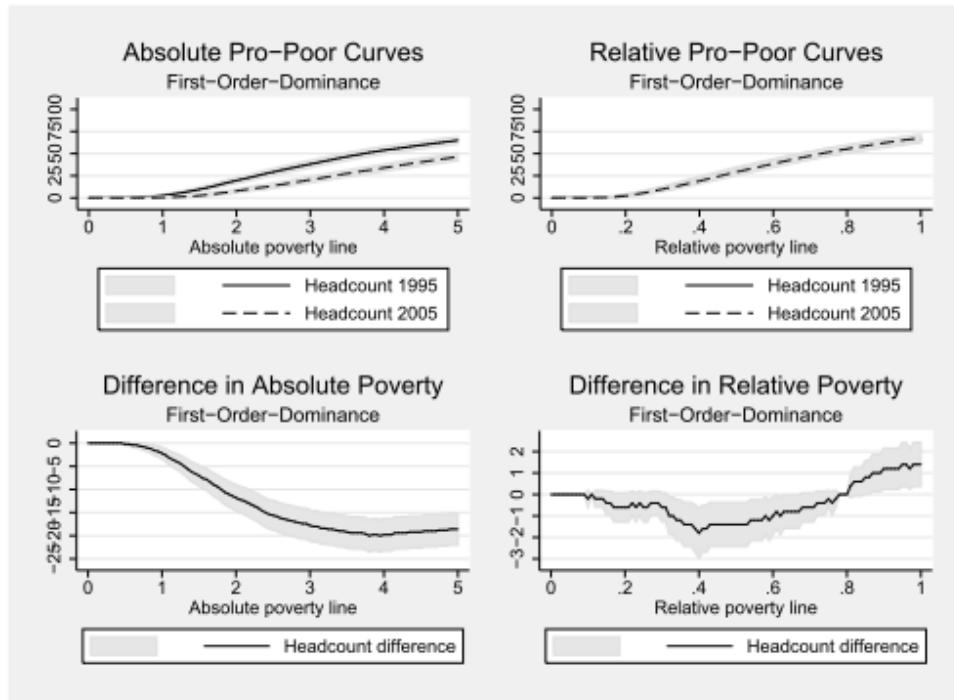 Absolute Pro−Poor Curves
First−Order−Dominance
0 25 50 75 100
0 1 2 3 4 5
Absolute poverty line
Headcount 1995
Headcount 2005
Relative Pro−Poor Curves
First−Order−Dominance
0 25 50 75 100
0 .2 .4 .6 .8 1
Relative poverty line
Headcount 1995
Headcount 2005
Difference in Absolute Poverty
First−Order−Dominance
−25 −20 −15 −10 −5 0
0 1 2 3 4 5
Absolute poverty line
Headcount difference
Difference in Relative Poverty
First−Order−Dominance
−3 −2 −1 0 1 2
0 .2 .4 .6 .8 1
Relative poverty line
Headcount difference